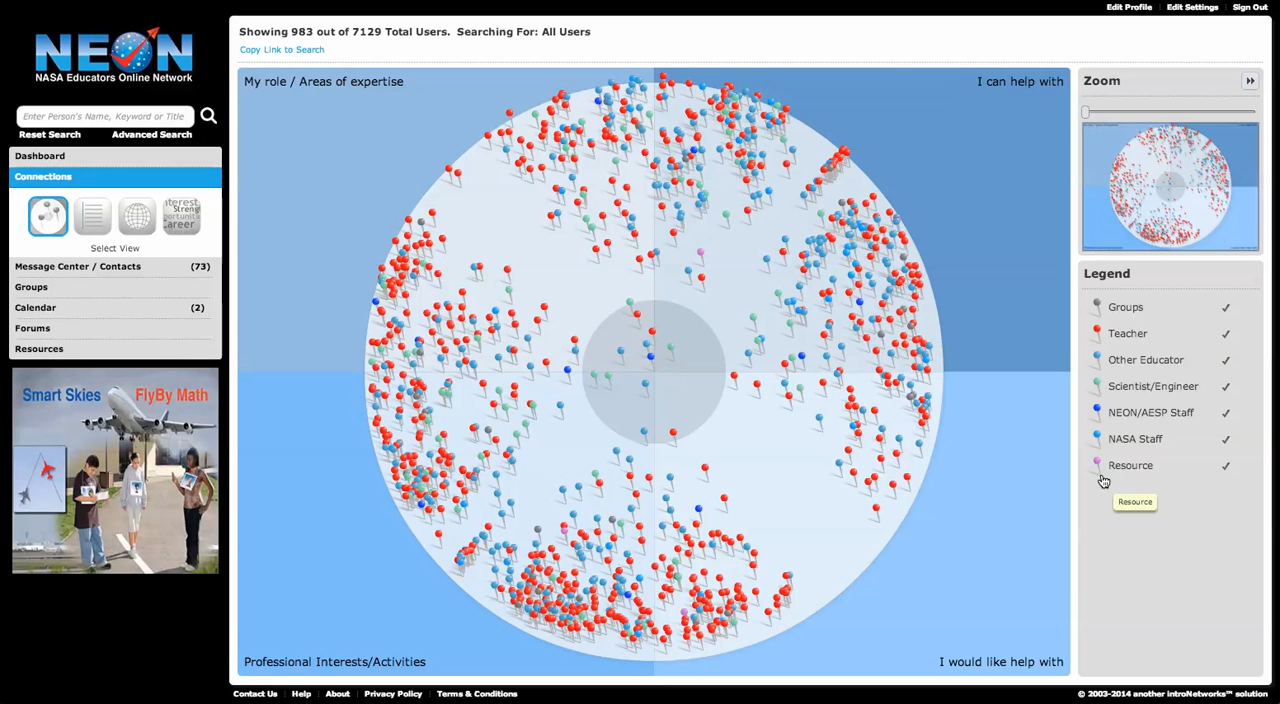 Edit Profile
Edit Settings
Sign Out
NEON
NASA Educators Online Network
Enter Person's Name, Keyword or Title
Reset Search
Advanced Search
Dashboard
Connections
Select View
Message Center / Contacts (73)
Groups
Calendar (2)
Forums
Resources
Smart Skies FlyBy Math
Showing 983 out of 7129 Total Users. Searching For: All Users
Copy Link to Search
My role / Areas of expertise
I can help with
Professional Interests/Activities
I would like help with
Zoom
Legend
Groups
Teacher
Other Educator
Scientist/Engineer
NEON/AESP Staff
NASA Staff
Resource
Resource
Contact Us
Help
About
Privacy Policy
Terms & Conditions
© 2003-2014 another introNetworks℠ solution